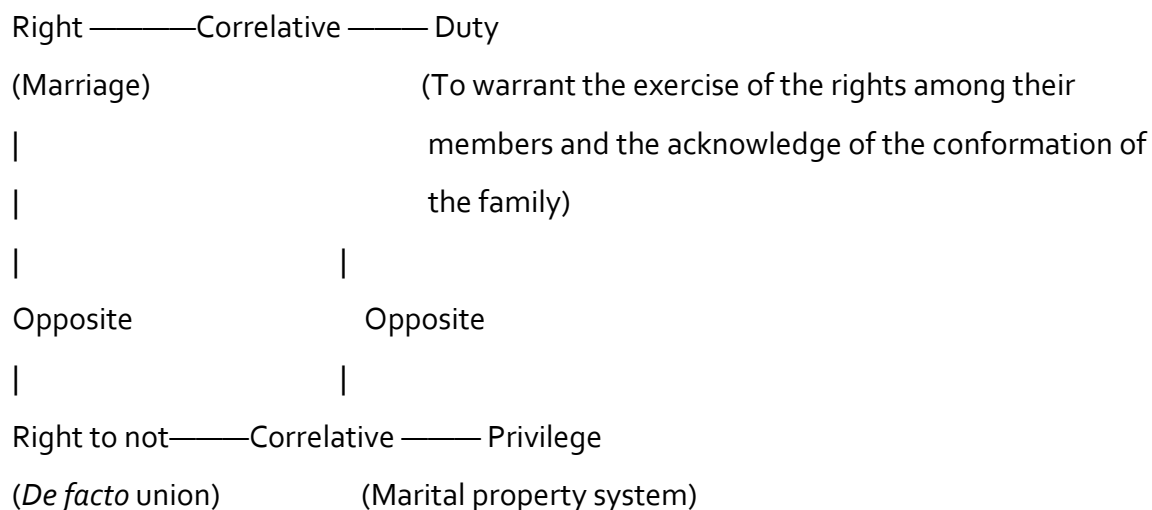 Right ————Correlative ——— Duty
(Marriage) (To warrant the exercise of the rights among their
| members and the acknowledge of the conformation of
| the family)
| |
Opposite Opposite
| |
Right to not———Correlative ——— Privilege
(De facto union) (Marital property system)